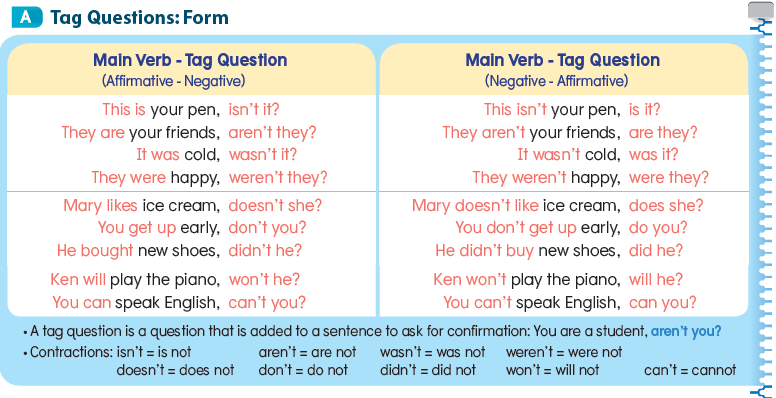 A Tag Questions: Form
Main Verb - Tag Question
(Affirmative - Negative)
This is your pen, isn't it?
They are your friends, aren't they?
It was cold, wasn't it?
They were happy, weren't they?
Mary likes ice cream, doesn't she?
You get up early, don't you?
He bought new shoes, didn't he?
Ken will play the piano, won't he?
You can speak English, can't you?
Main Verb - Tag Question
(Negative - Affirmative)
This isn't your pen, is it?
They aren't your friends, are they?
It wasn't cold, was it?
They weren't happy, were they?
Mary doesn't like ice cream, does she?
You don't get up early, do you?
He didn't buy new shoes, did he?
Ken won't play the piano, will he?
You can't speak English, can you?
• A tag question is a question that is added to a sentence to ask for confirmation: You are a student, aren't you?
• Contractions: isn't = is not aren't = are not wasn't = was not weren't = were not
doesn't = does not don't = do not didn't = did not won't = will not can't = cannot